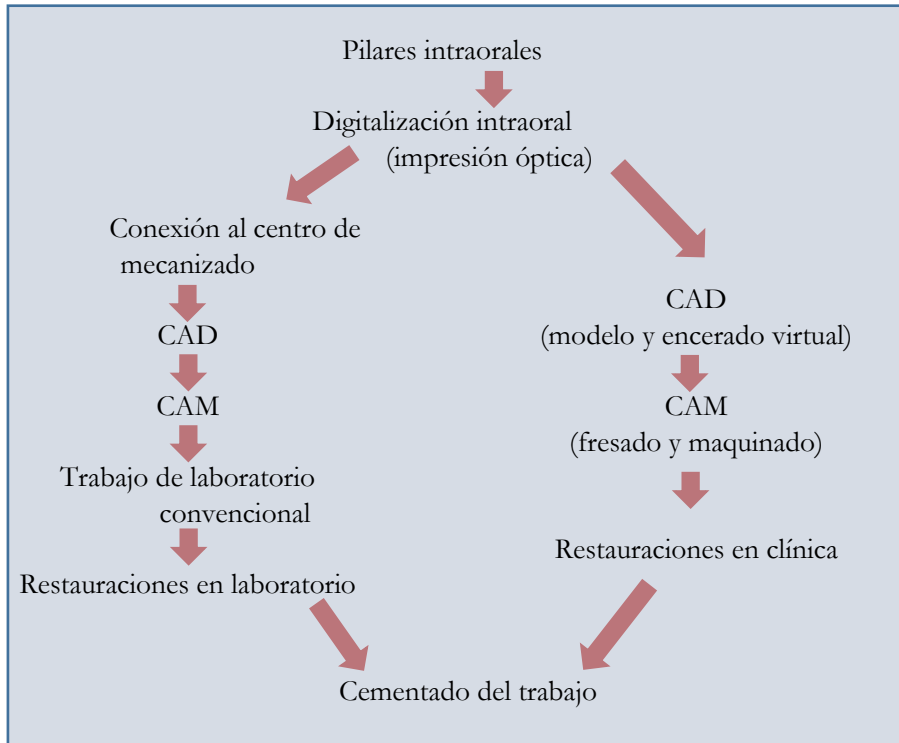 Pilares intraorales
Digitalización intraoral
(impresión óptica)
Conexión al centro de
mecanizado
CAD
CAM
Trabajo de laboratorio
convencional
Restauraciones en laboratorio
CAD
(modelo y encerado virtual)
CAM
(fresado y maquinado)
Restauraciones en clínica
Cementado del trabajo